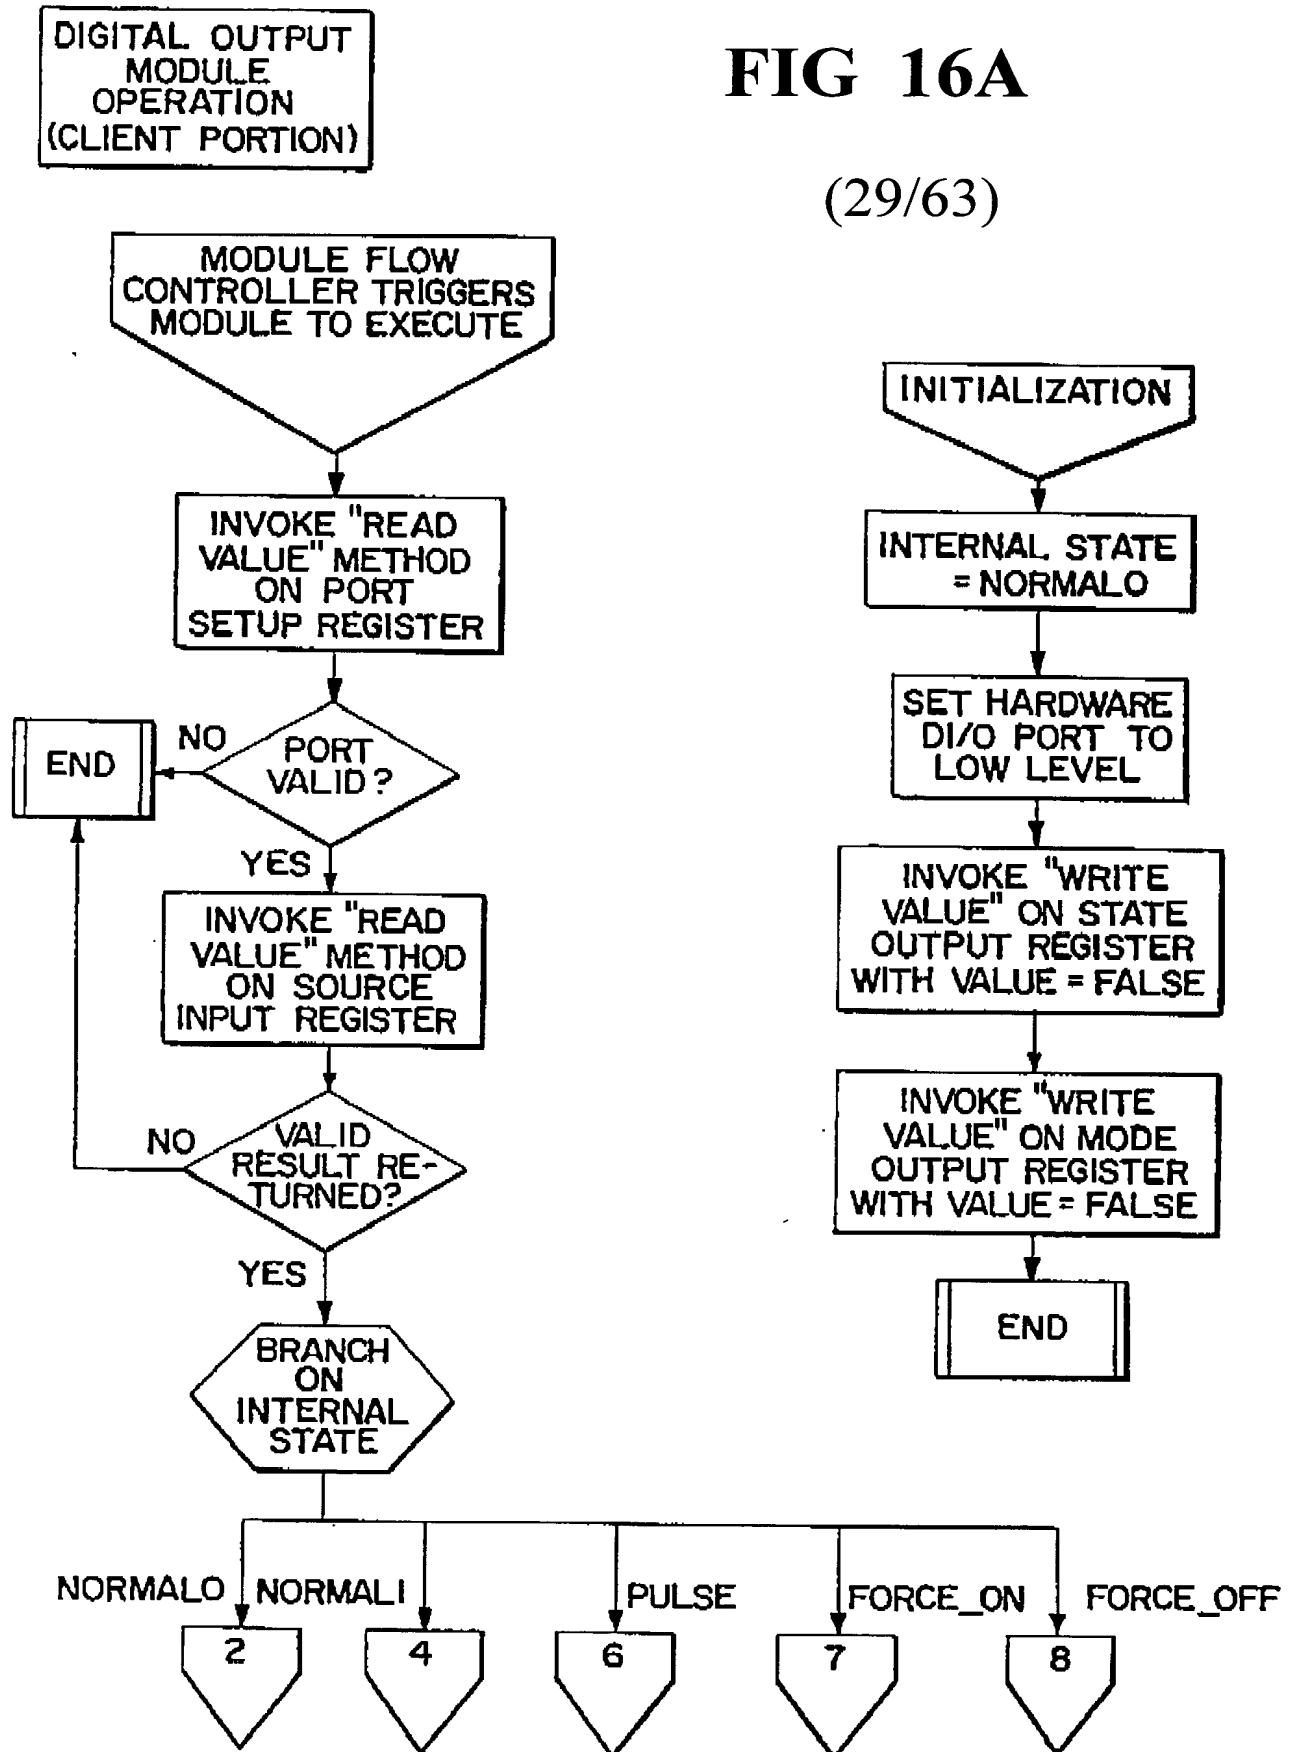 DIGITAL OUTPUT
MODULE
OPERATION
(CLIENT PORTION)
FIG 16A
(29/63)
MODULE FLOW
CONTROLLER TRIGGERS
MODULE TO EXECUTE
INVOKE "READ
VALUE" METHOD
ON PORT
SETUP REGISTER
PORT
VALID?
NO
END
YES
INVOKE "READ
VALUE" METHOD
ON SOURCE
INPUT REGISTER
VALID
RESULT RE-
TURNED?
NO
YES
BRANCH
ON
INTERNAL
STATE
NORMALO
NORMALI
PULSE
FORCE_ON
FORCE_OFF
2
4
6
7
8
INITIALIZATION
INTERNAL STATE
= NORMALO
SET HARDWARE
DI/O PORT TO
LOW LEVEL
INVOKE "WRITE
VALUE" ON STATE
OUTPUT REGISTER
WITH VALUE = FALSE
INVOKE "WRITE
VALUE" ON MODE
OUTPUT REGISTER
WITH VALUE = FALSE
END